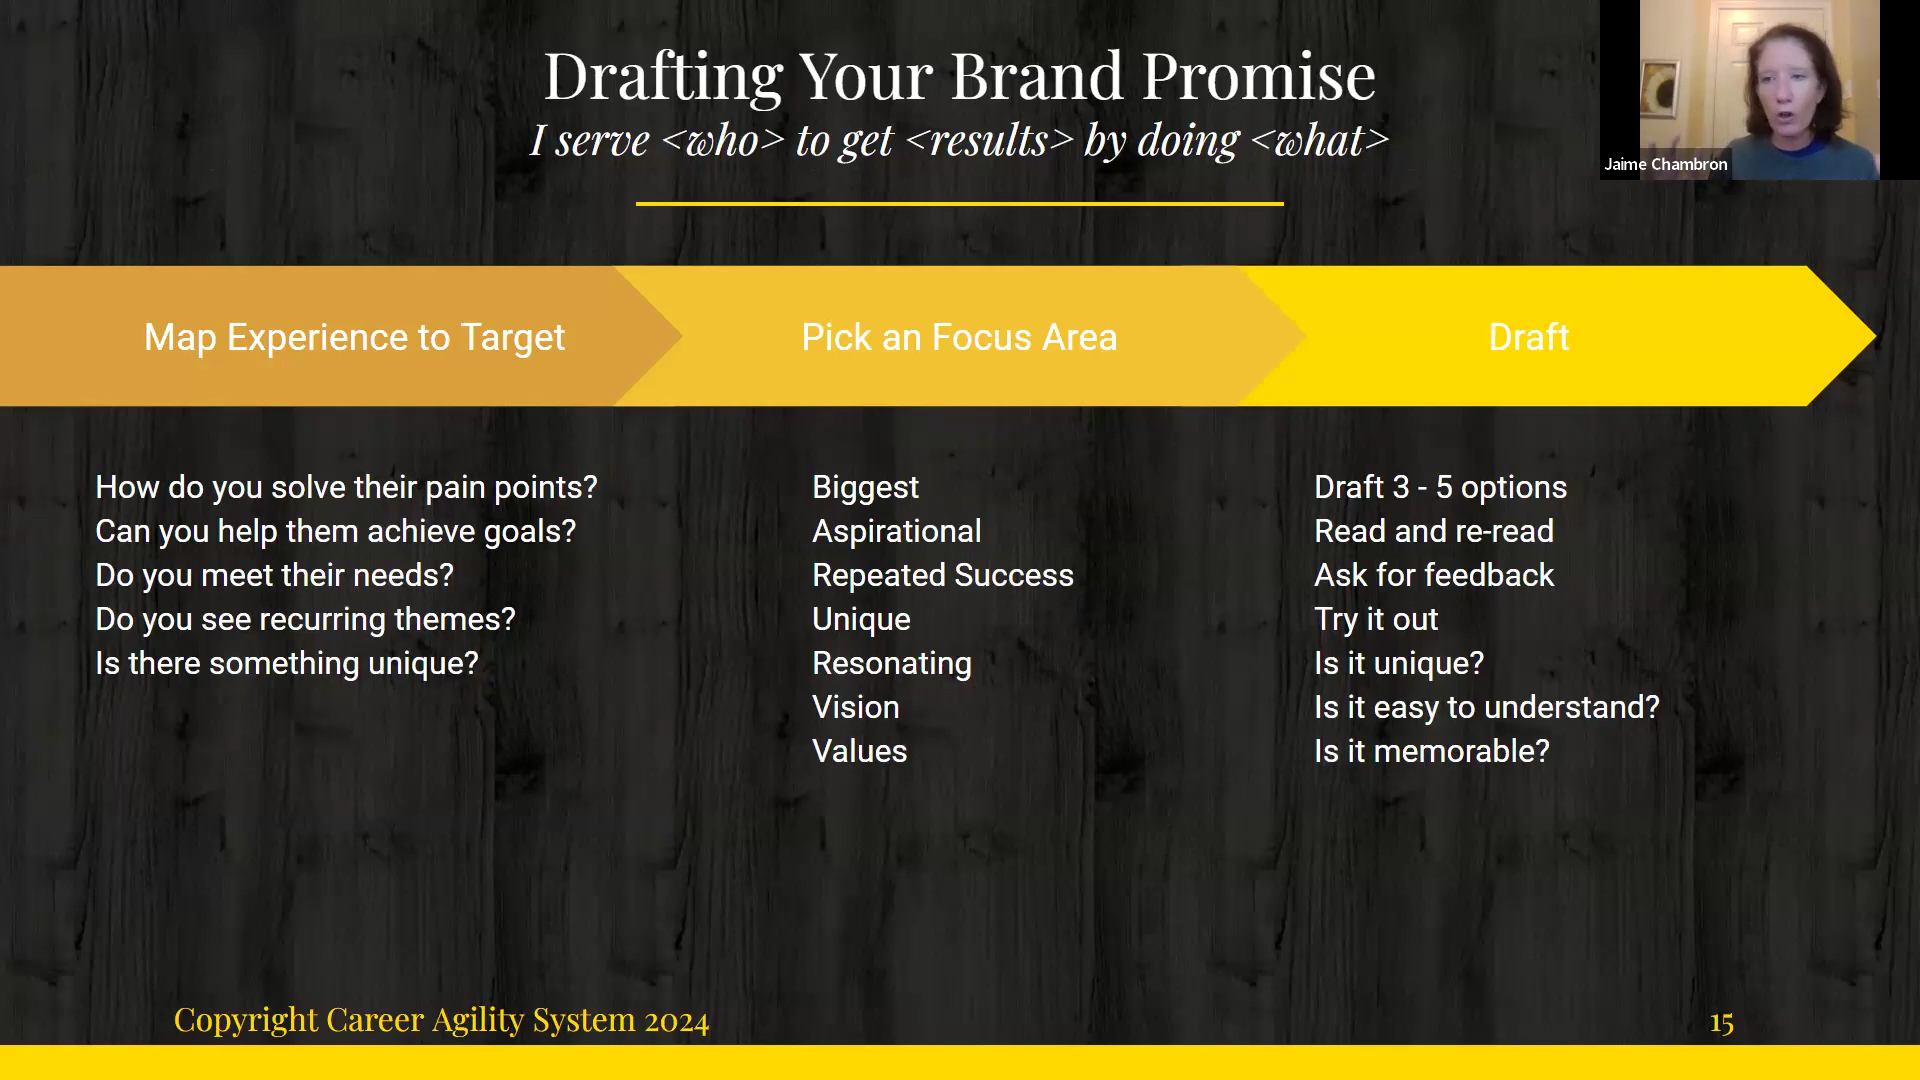 Drafting Your Brand Promise
I serve <who> to get <results> by doing <what>
Jaime Chambron
Map Experience to Target
Pick an Focus Area
Draft
How do you solve their pain points?
Can you help them achieve goals?
Do you meet their needs?
Do you see recurring themes?
Is there something unique?
Biggest
Aspirational
Repeated Success
Unique
Resonating
Vision
Values
Draft 3 - 5 options
Read and re-read
Ask for feedback
Try it out
Is it unique?
Is it easy to understand?
Is it memorable?
Copyright Career Agility System 2024
15